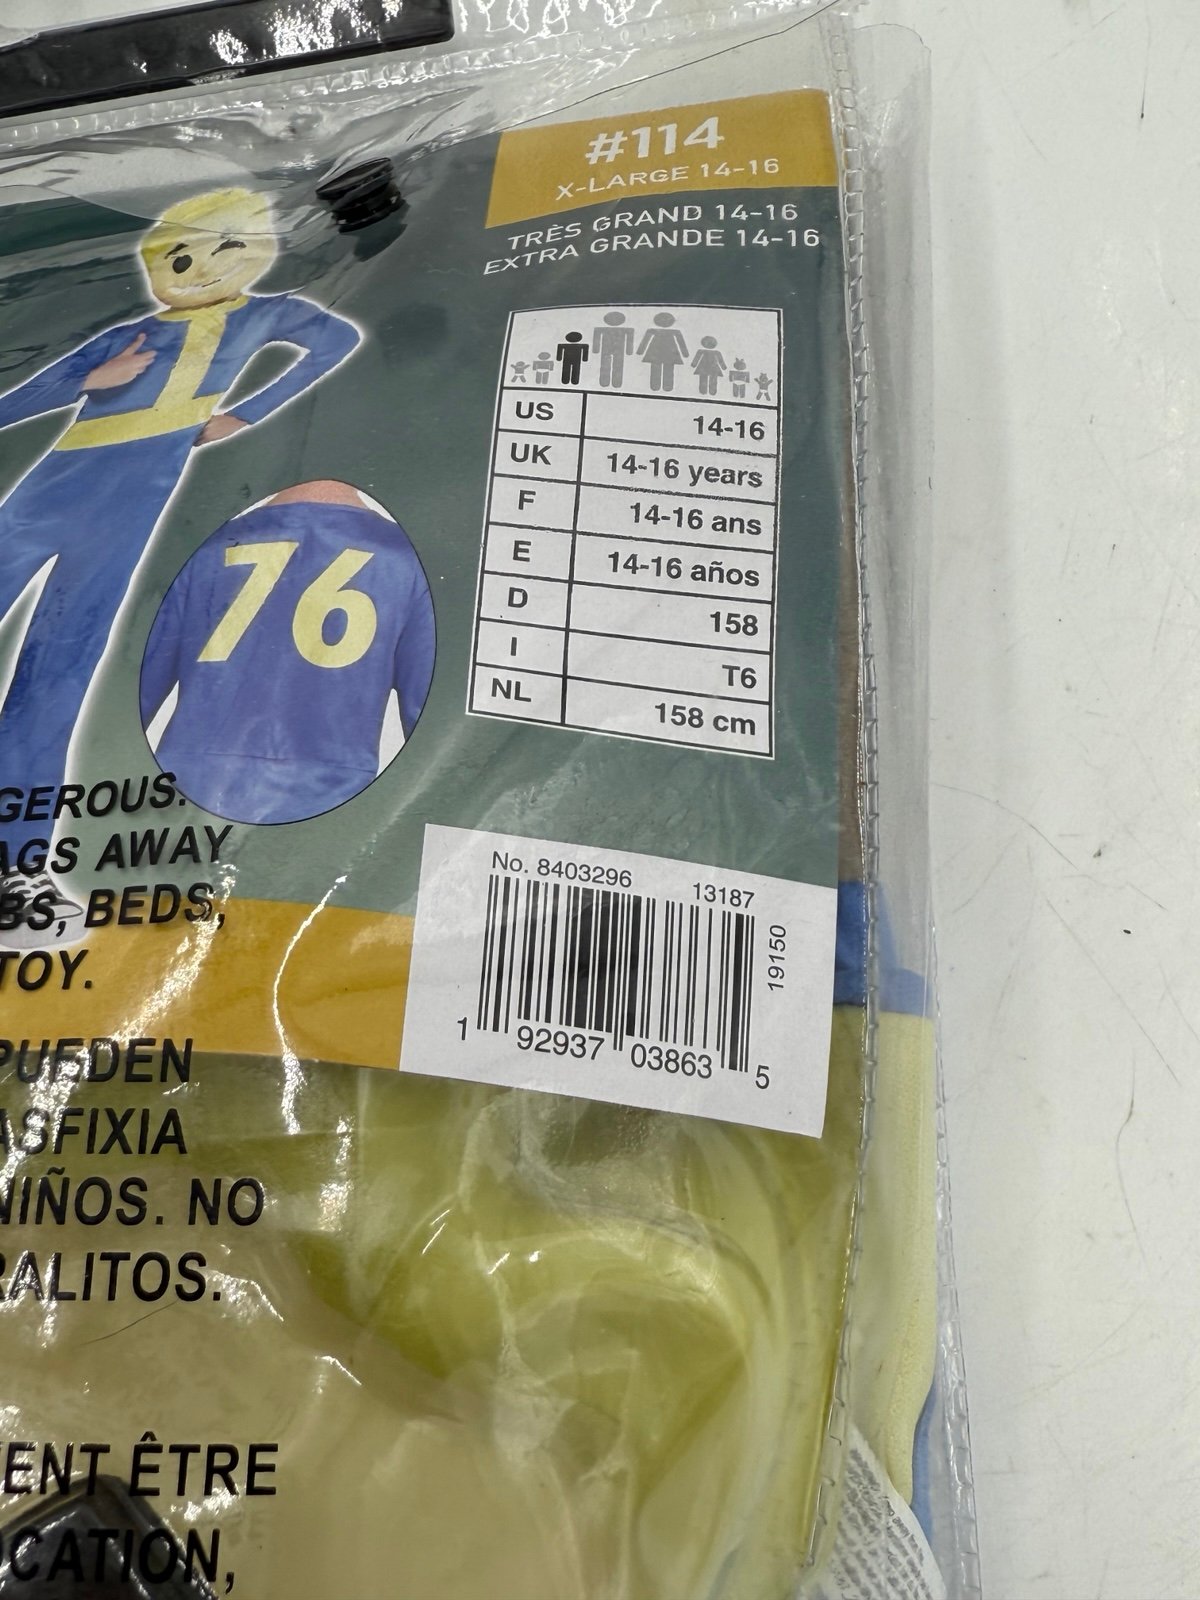 #114
X-LARGE 14-16
TRÈS GRAND 14-16
EXTRA GRANDE 14-16
US 14-16
UK 14-16 years
F 14-16 ans
E 14-16 años
D 158
I T6
NL 158 cm
76
GEROUS.
AGS AWAY
BS, BEDS,
TOY.
No. 8403296 13187
19150
1 92937 03863 5
PUEDEN
ASFIXIA
NIÑOS. NO
RALITOS.
ENT ÊTRE
OCATION,